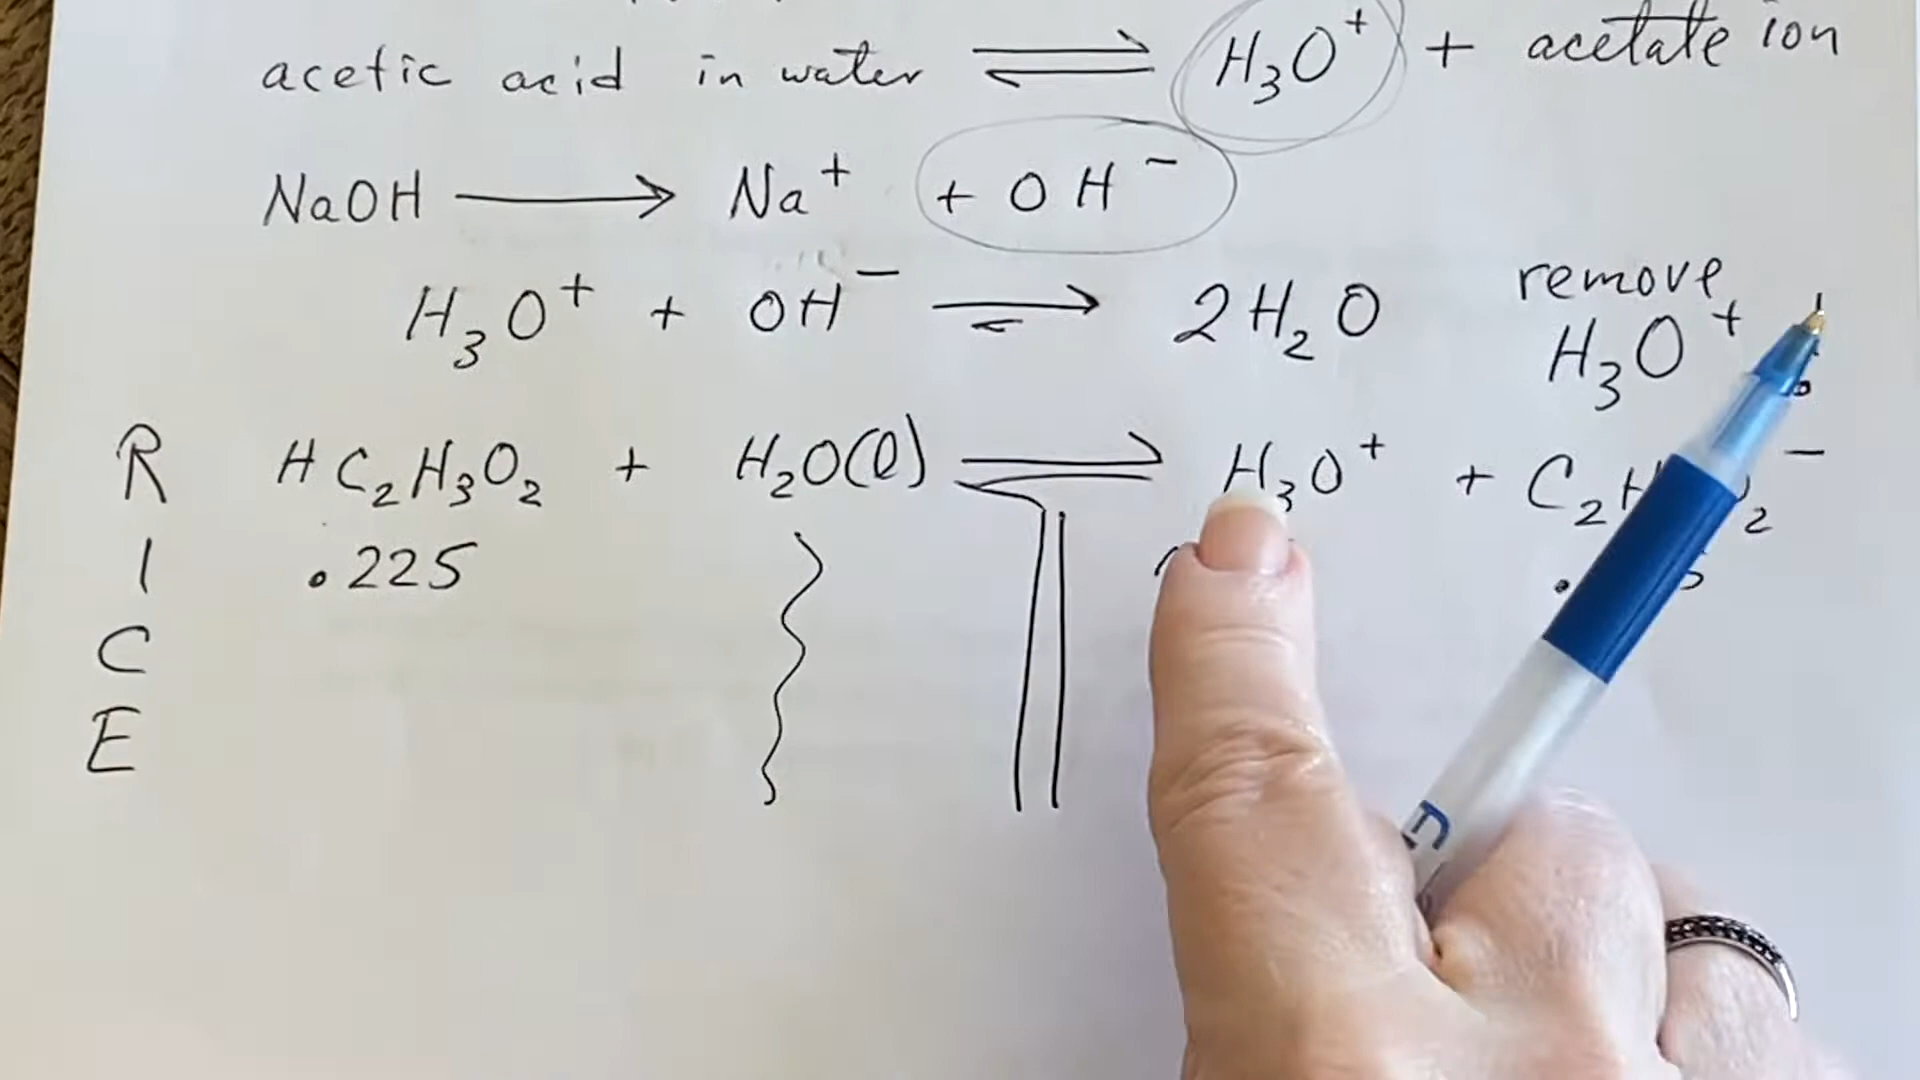 acetic acid in water ⇌ H₃O⁺ + acetate ion
NaOH → Na⁺ + OH⁻
H₃O⁺ + OH⁻ ⇌ 2H₂O
remove
H₃O⁺
R HC₂H₃O₂ + H₂O(l) ⇌ H₃O⁺ + C₂H
I .225
C
E